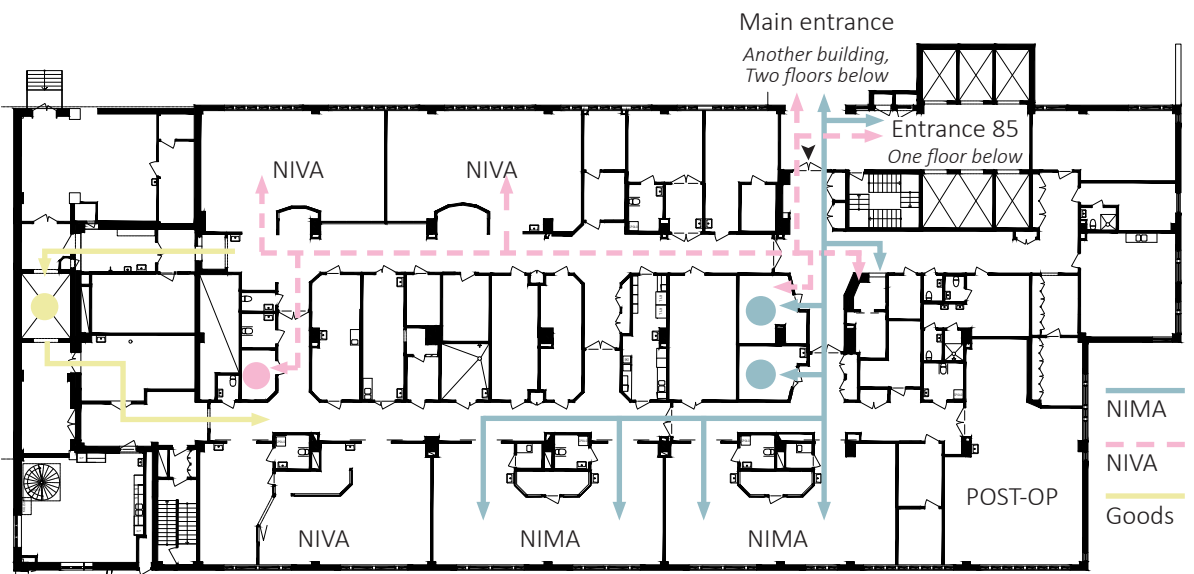 Main entrance
Another building,
Two floors below
Entrance 85
One floor below
NIVA
NIVA
NIMA
NIVA
POST-OP
Goods
NIVA
NIMA
NIMA